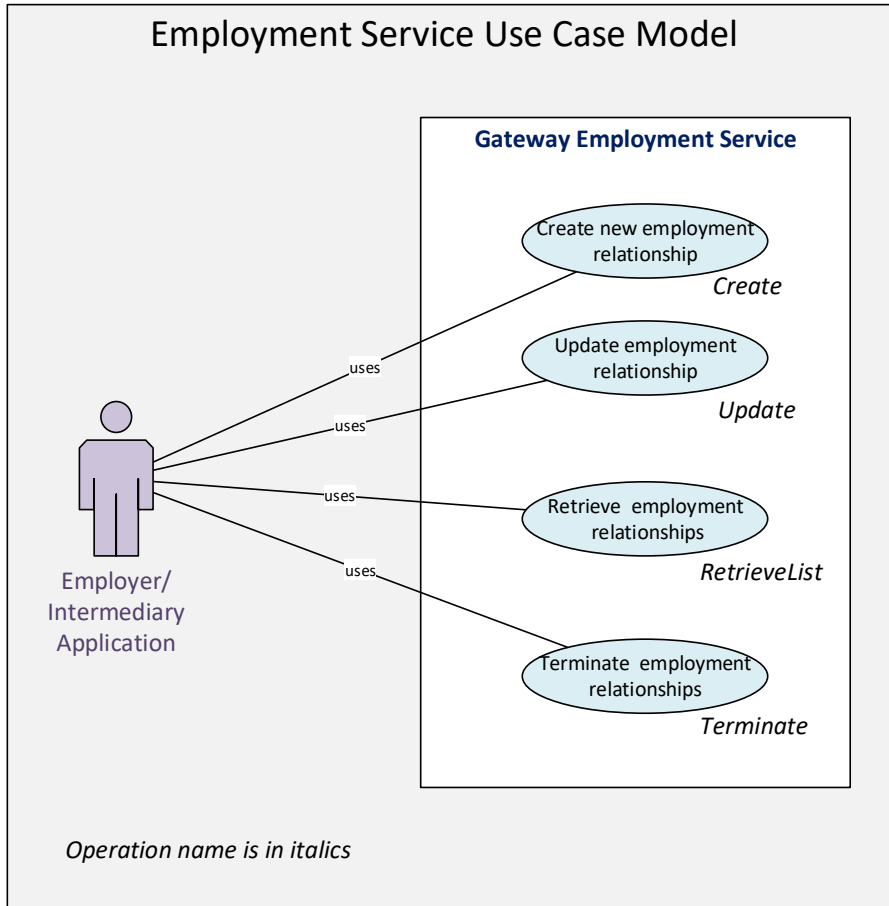 Employment Service Use Case Model
Gateway Employment Service
Create new employment
relationship
Create
uses
Update employment
relationship
Update
uses
Retrieve employment
relationships
RetrieveList
uses
Terminate employment
relationships
Terminate
uses
Employer/
Intermediary
Application
Operation name is in italics